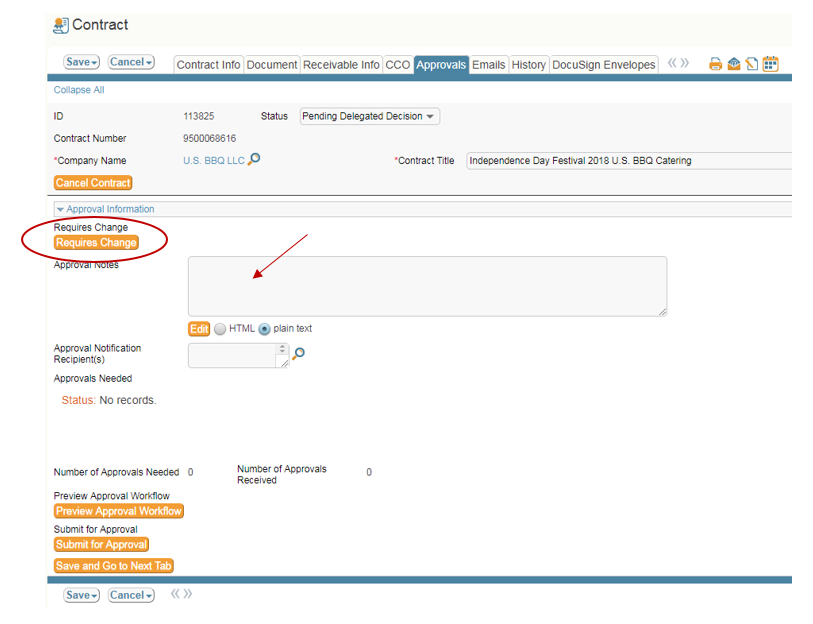 Contract
Save Cancel Contract Info Document Receivable Info CCO Approvals Emails History DocuSign Envelopes
Collapse All
ID 113825 Status Pending Delegated Decision
Contract Number 9500068616
*Company Name U.S. BBQ LLC *Contract Title Independence Day Festival 2018 U.S. BBQ Catering
Cancel Contract
Approval Information
Requires Change
Requires Change
Approval Notes
Edit HTML plain text
Approval Notification
Recipient(s)
Approvals Needed
Status: No records.
Number of Approvals Needed 0 Number of Approvals
Received 0
Preview Approval Workflow
Preview Approval Workflow
Submit for Approval
Submit for Approval
Save and Go to Next Tab
Save Cancel